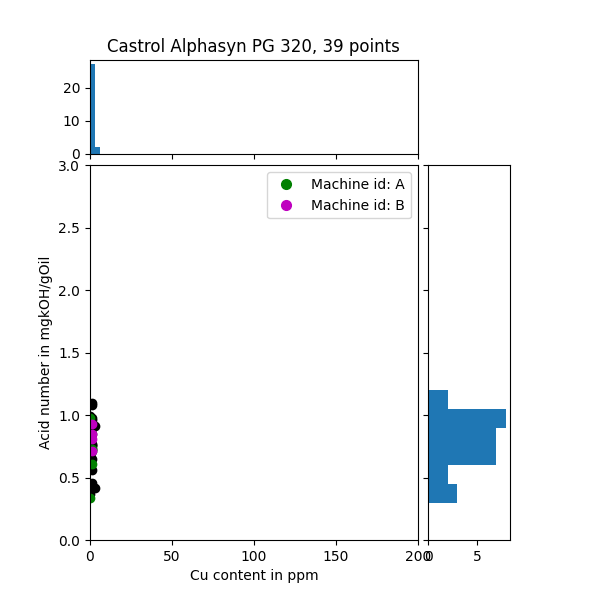 Castrol Alphasyn PG 320, 39 points
20
10
0
3.0
2.5
2.0
1.5
1.0
0.5
0.0
Acid number in mgkOH/gOil
Machine id: A
Machine id: B
0 50 100 150 200
Cu content in ppm
0 5